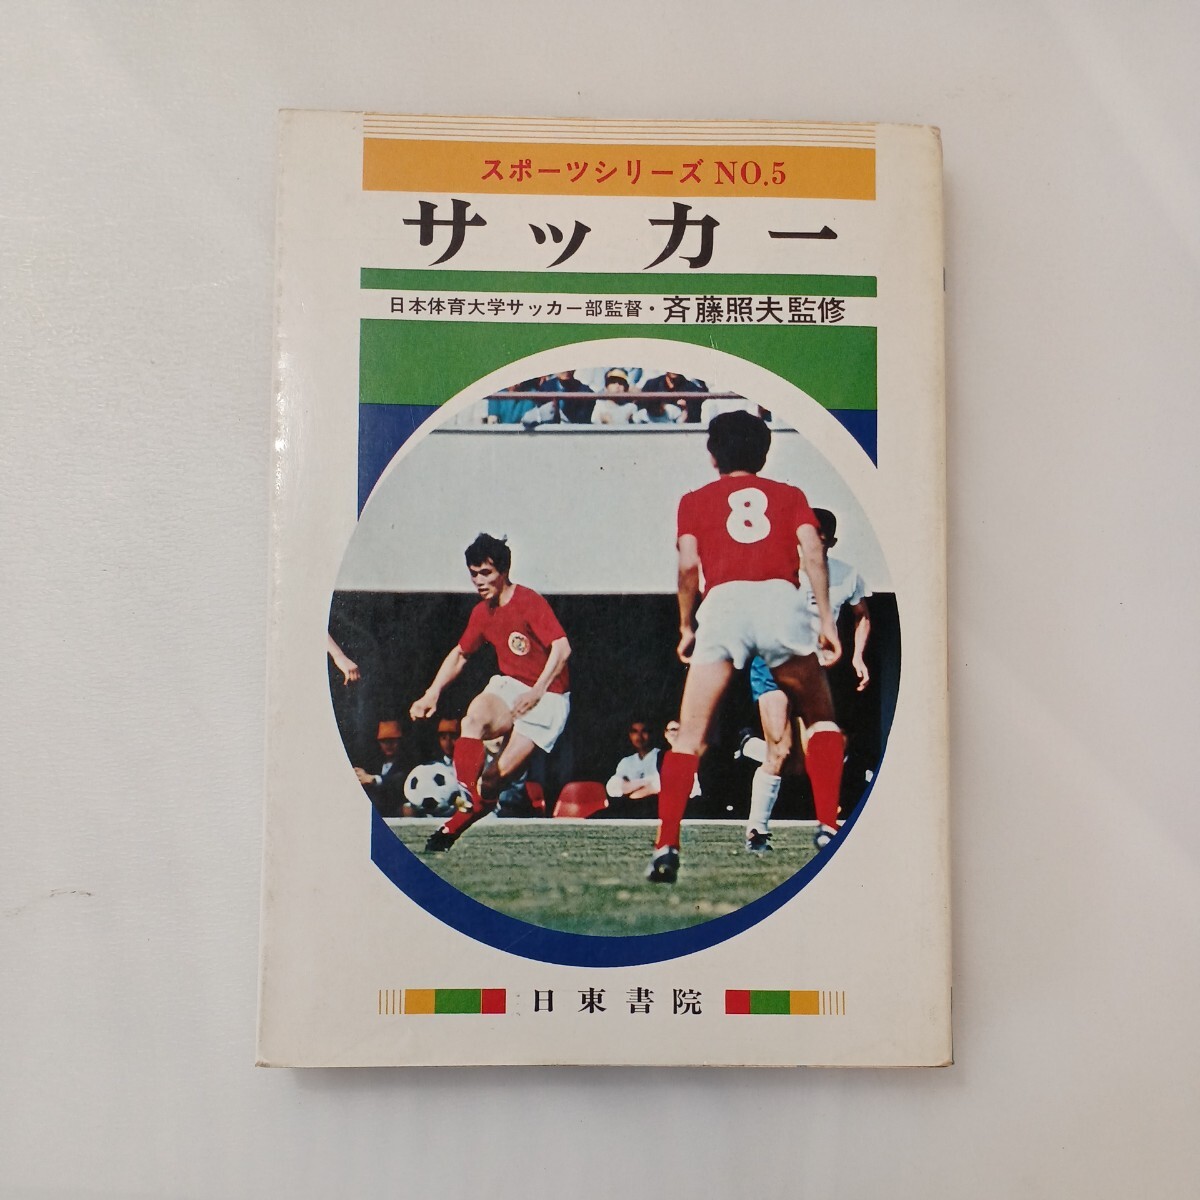 スポーツシリーズ NO.5
サッカー
日本体育大学サッカー部監督・斉藤照夫監修
8
日東書院